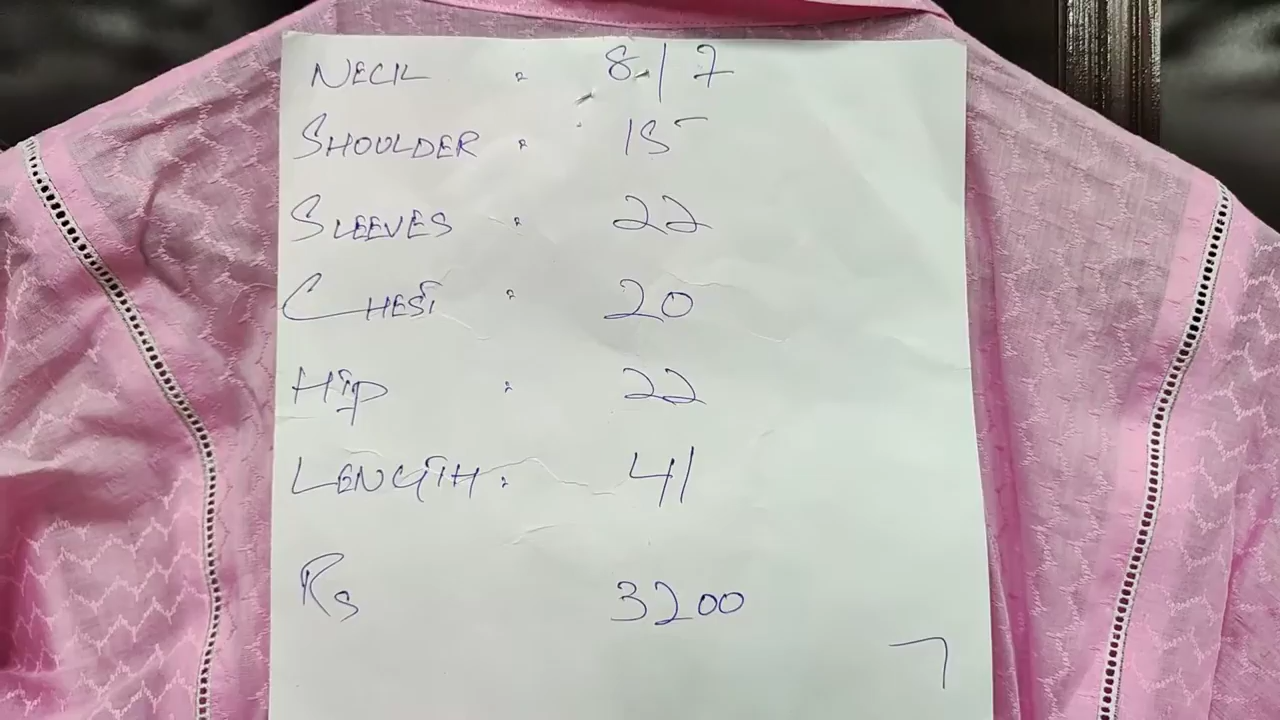 NECK : 8/7
SHOULDER : 15
SLEEVES : 22
CHEST : 20
Hip : 22
LENGTH : 41
Rs 3200
7